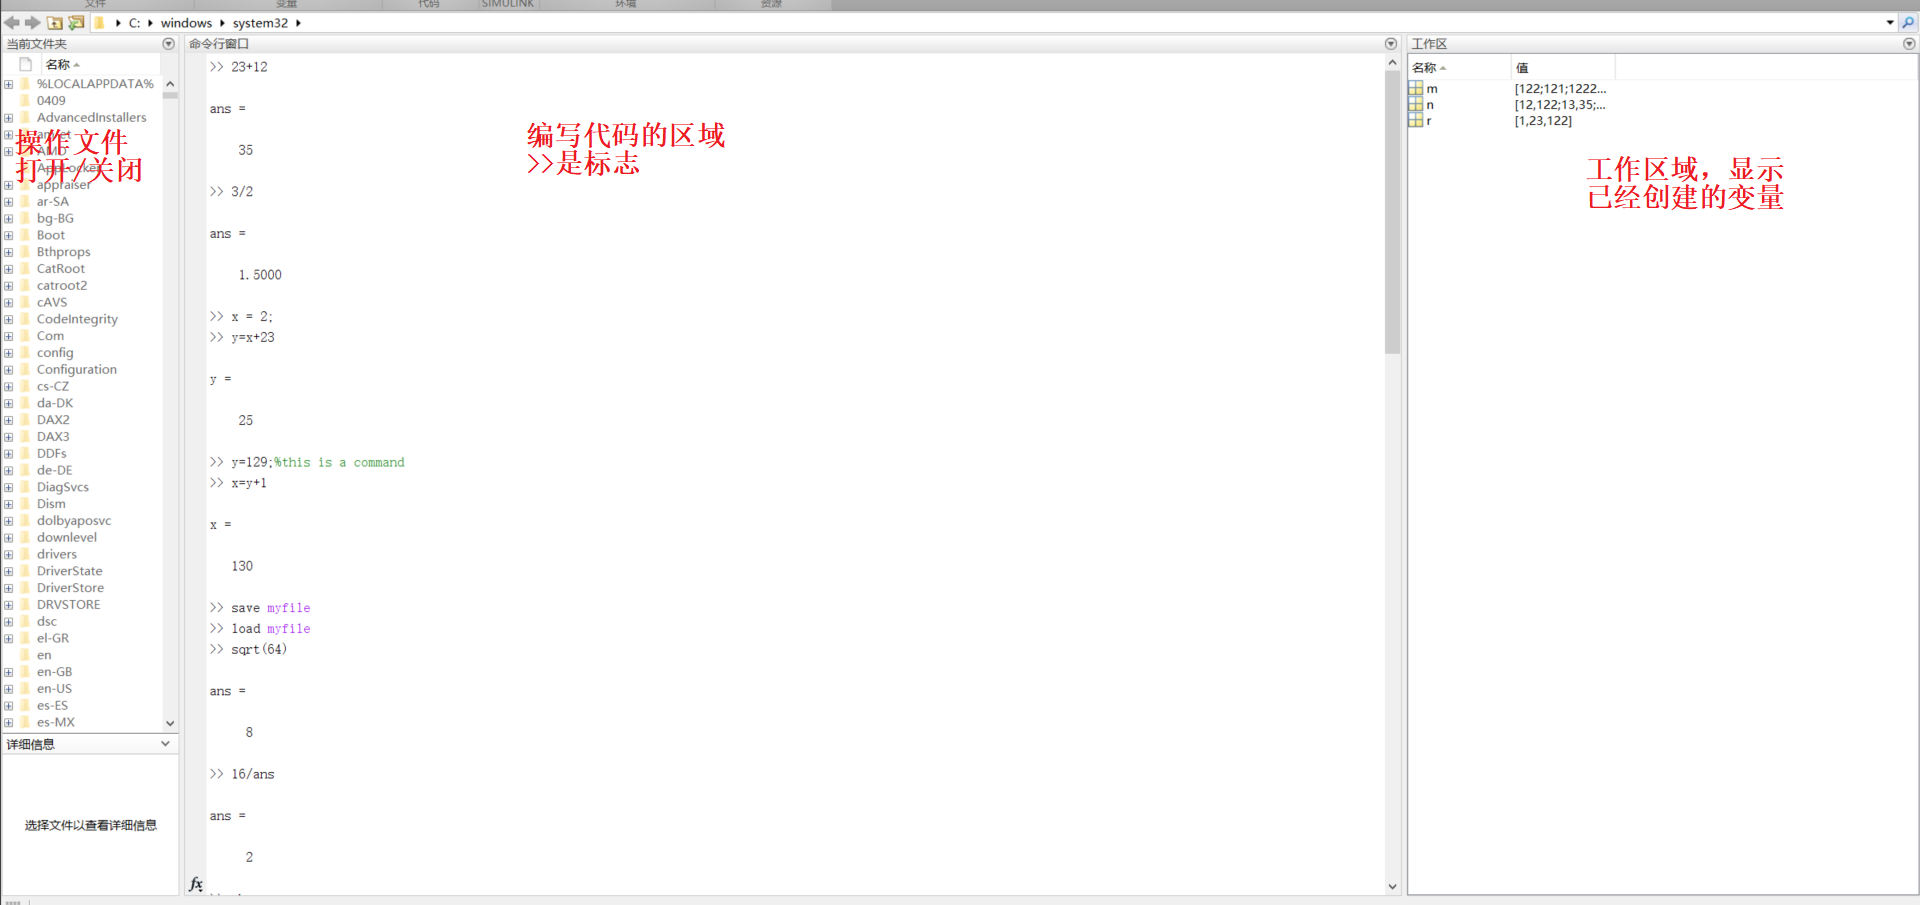 文件 变量 代码 SIMULINK 环境 资源
C: windows system32
当前文件夹
名称
%LOCALAPPDATA%
0409
AdvancedInstallers
AMD
AppLocker
appraiser
ar-SA
bg-BG
Boot
Bthprops
CatRoot
catroot2
cAVS
CodeIntegrity
Com
config
Configuration
cs-CZ
da-DK
DAX2
DAX3
DDFs
de-DE
DiagSvcs
Dism
dolbyaposvc
downlevel
drivers
DriverState
DriverStore
DRVSTORE
dsc
el-GR
en
en-GB
en-US
es-ES
es-MX
操作文件
打开/关闭
详细信息
选择文件以查看详细信息
命令行窗口
>> 23+12
ans =
35
>> 3/2
ans =
1.5000
>> x = 2;
>> y=x+23
y =
25
>> y=129;%this is a command
>> x=y+1
x =
130
>> save myfile
>> load myfile
>> sqrt(64)
ans =
8
>> 16/ans
ans =
2
fx
编写代码的区域
>>是标志
工作区
名称 值
m [122;121;1222...
n [12,122;13,35;...
r [1,23,122]
工作区域，显示
已经创建的变量